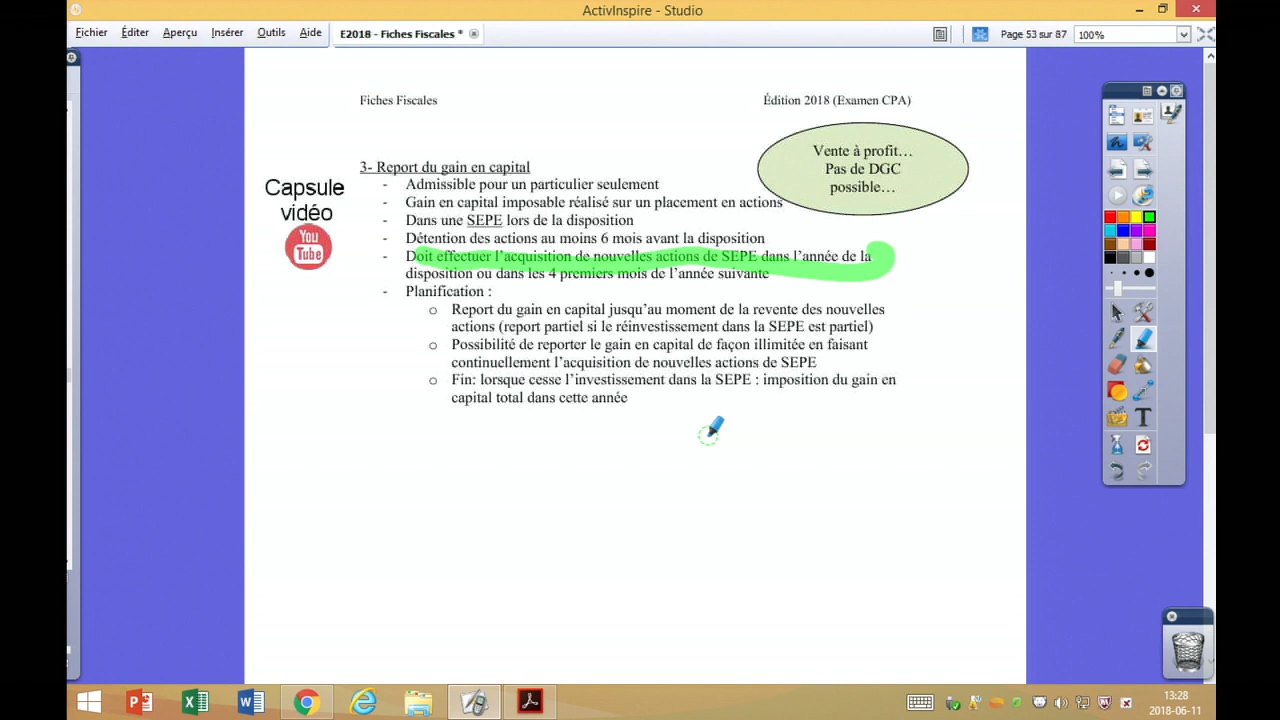 ActivInspire - Studio
Fichier Éditer Aperçu Insérer Outils Aide
E2018 - Fiches Fiscales *
Page 53 sur 87
100%
Fiches Fiscales
Édition 2018 (Examen CPA)
Vente à profit…
Pas de DGC
possible…
3- Report du gain en capital
Capsule
vidéo
You
Tube
- Admissible pour un particulier seulement
- Gain en capital imposable réalisé sur un placement en actions
- Dans une SEPE lors de la disposition
- Détention des actions au moins 6 mois avant la disposition
- Doit effectuer l’acquisition de nouvelles actions de SEPE dans l’année de la
disposition ou dans les 4 premiers mois de l’année suivante
- Planification :
o Report du gain en capital jusqu’au moment de la revente des nouvelles
actions (report partiel si le réinvestissement dans la SEPE est partiel)
o Possibilité de reporter le gain en capital de façon illimitée en faisant
continuellement l’acquisition de nouvelles actions de SEPE
o Fin: lorsque cesse l’investissement dans la SEPE : imposition du gain en
capital total dans cette année
13:28
2018-06-11